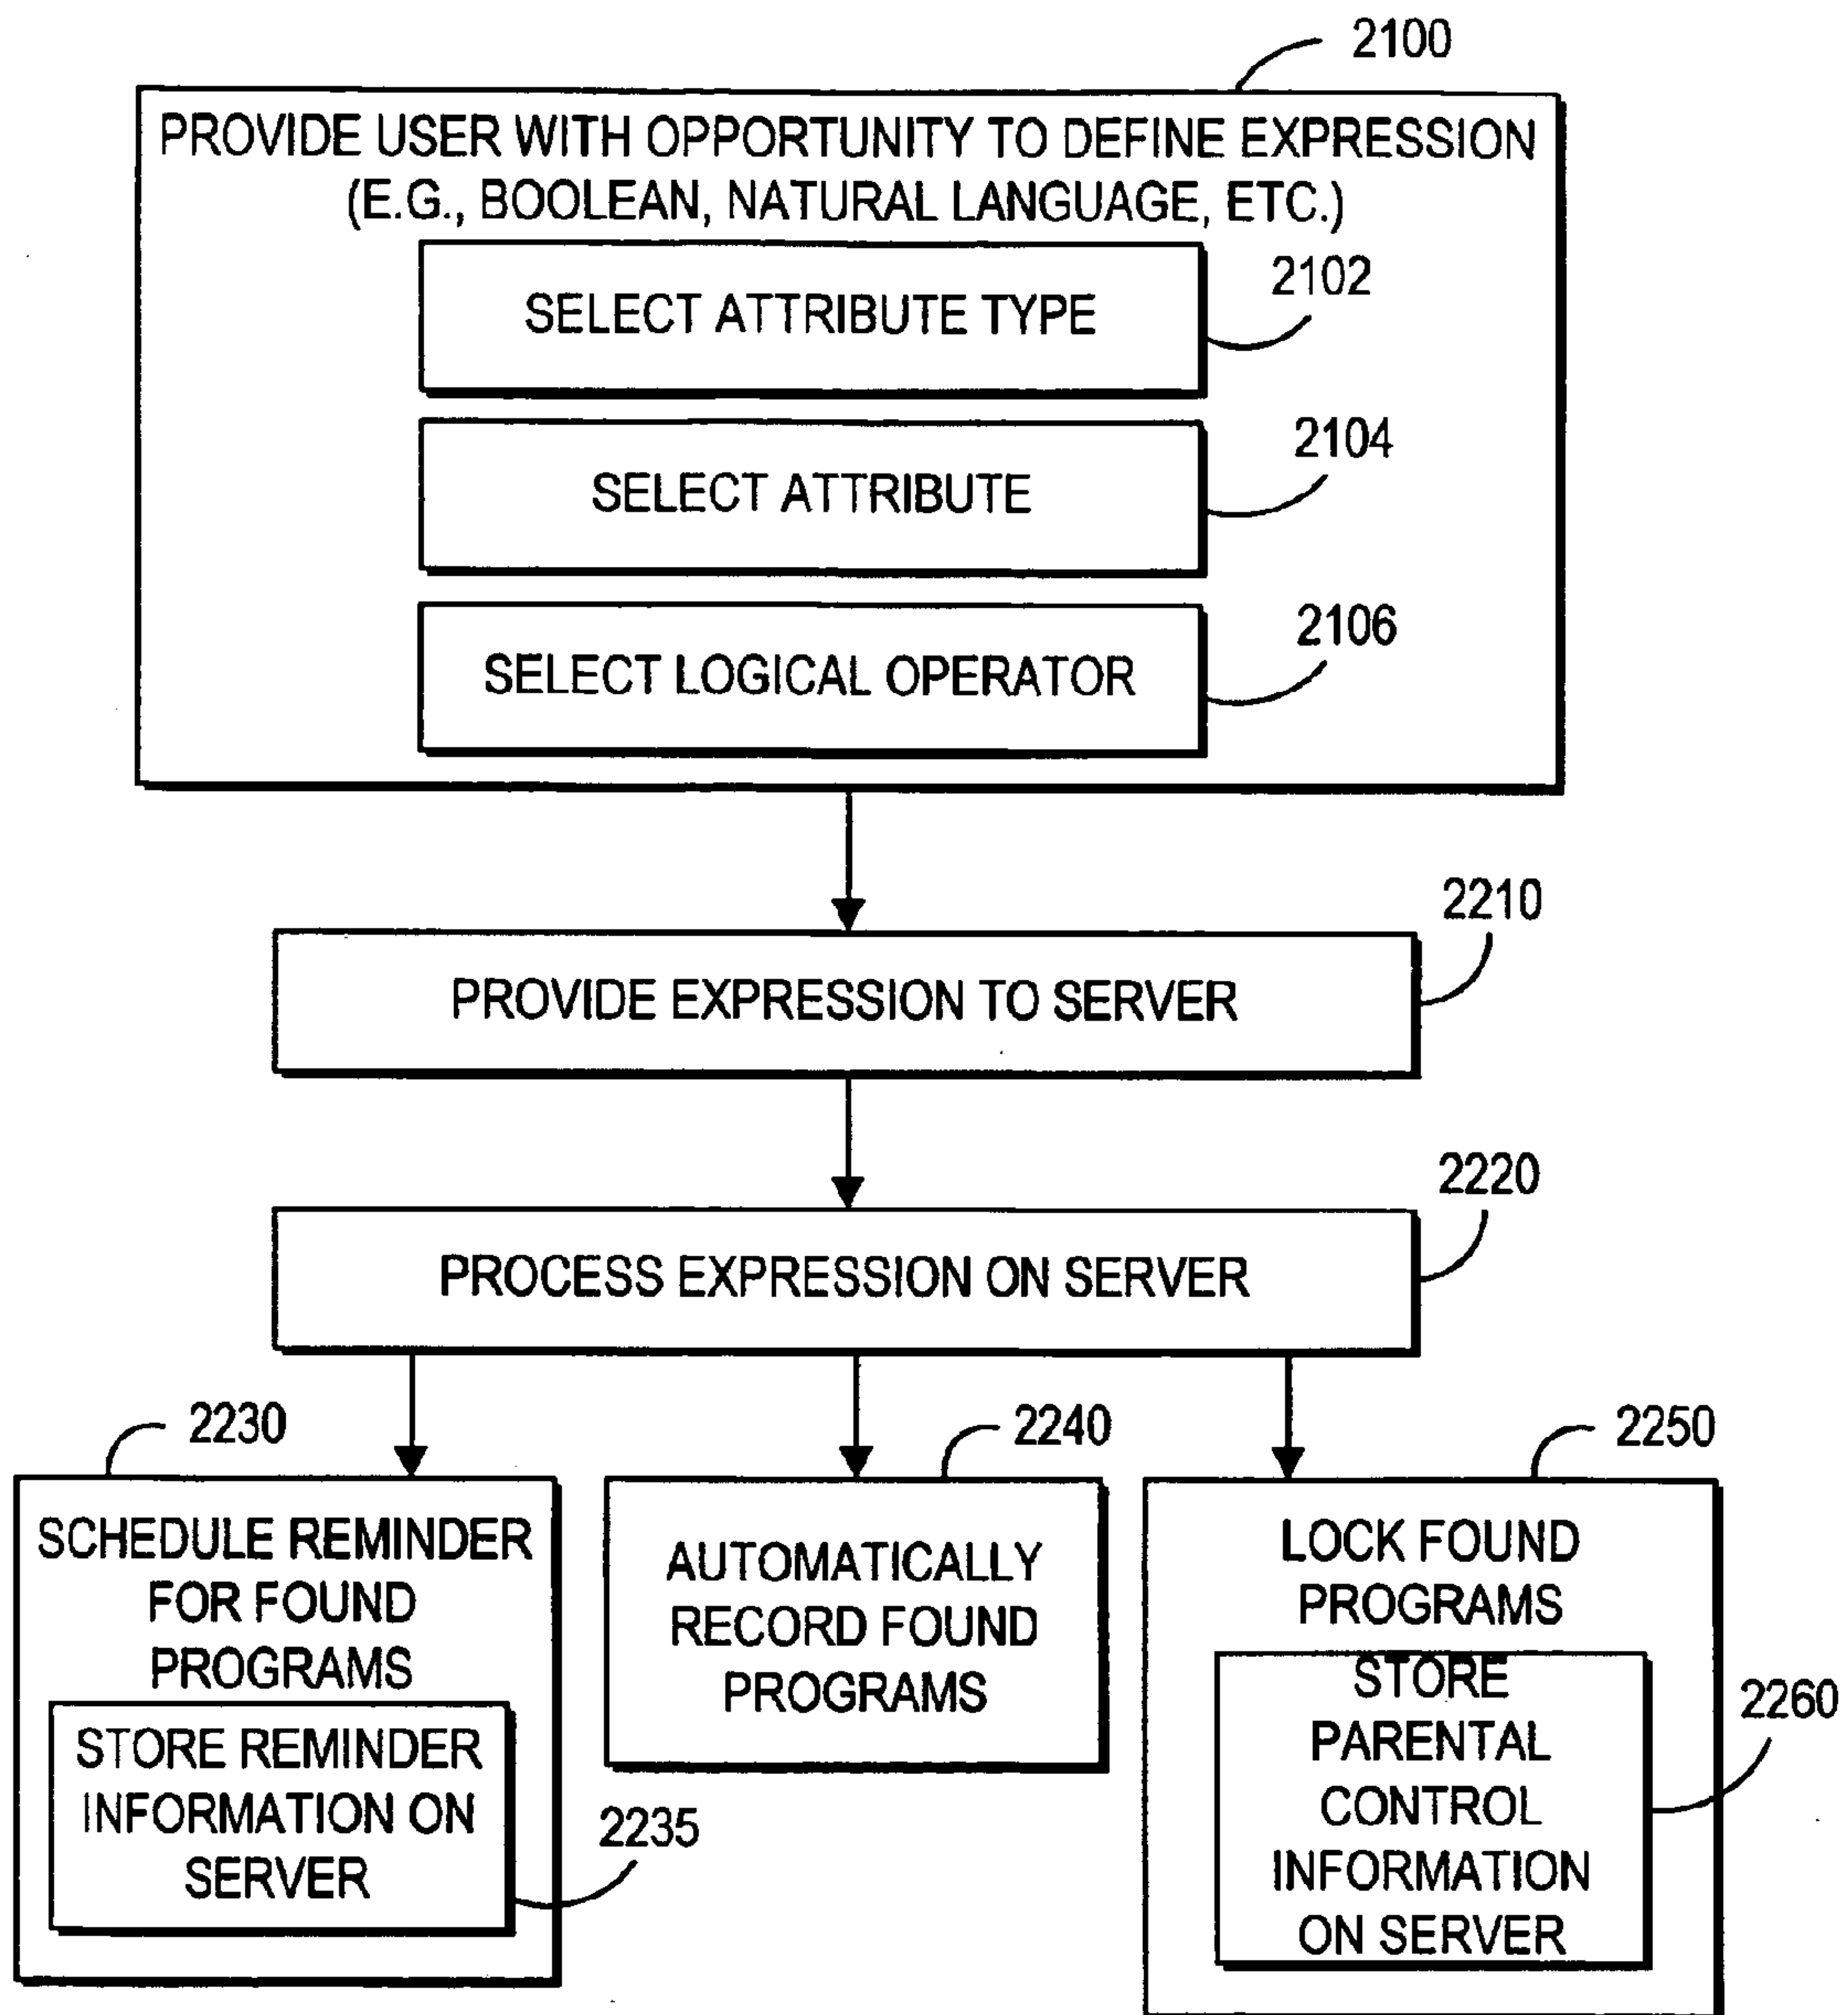 2100
PROVIDE USER WITH OPPORTUNITY TO DEFINE EXPRESSION
(E.G., BOOLEAN, NATURAL LANGUAGE, ETC.)
SELECT ATTRIBUTE TYPE
2102
SELECT ATTRIBUTE
2104
SELECT LOGICAL OPERATOR
2106
PROVIDE EXPRESSION TO SERVER
2210
PROCESS EXPRESSION ON SERVER
2220
2230
SCHEDULE REMINDER
FOR FOUND
PROGRAMS
STORE REMINDER
INFORMATION ON
SERVER
2235
2240
AUTOMATICALLY
RECORD FOUND
PROGRAMS
2250
LOCK FOUND
PROGRAMS
STORE
PARENTAL
CONTROL
INFORMATION
ON SERVER
2260